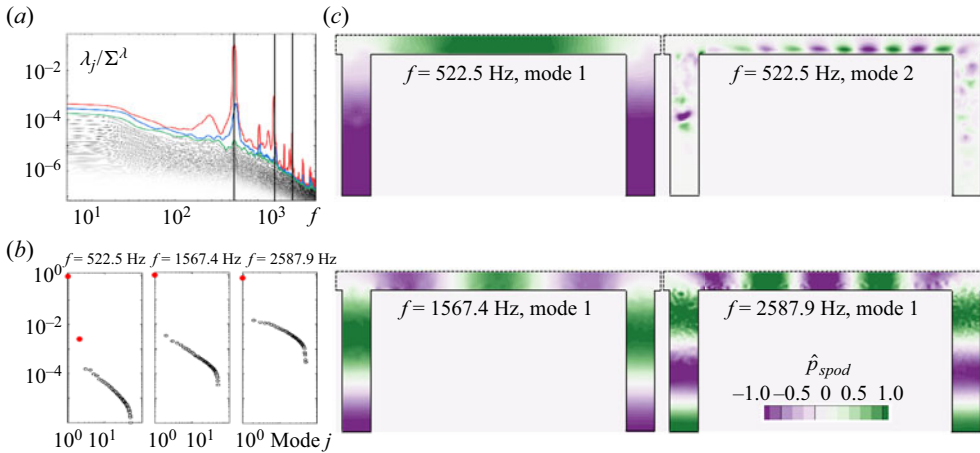 (a)
λj/Σλ
10–2
10–4
10–6
101 102 103 f
(b)
f = 522.5 Hz f = 1567.4 Hz f = 2587.9 Hz
100
10–2
10–4
100 101 100 101 100 Mode j
(c)
f = 522.5 Hz, mode 1
f = 522.5 Hz, mode 2
f = 1567.4 Hz, mode 1
f = 2587.9 Hz, mode 1
p̂spod
–1.0 –0.5 0 0.5 1.0